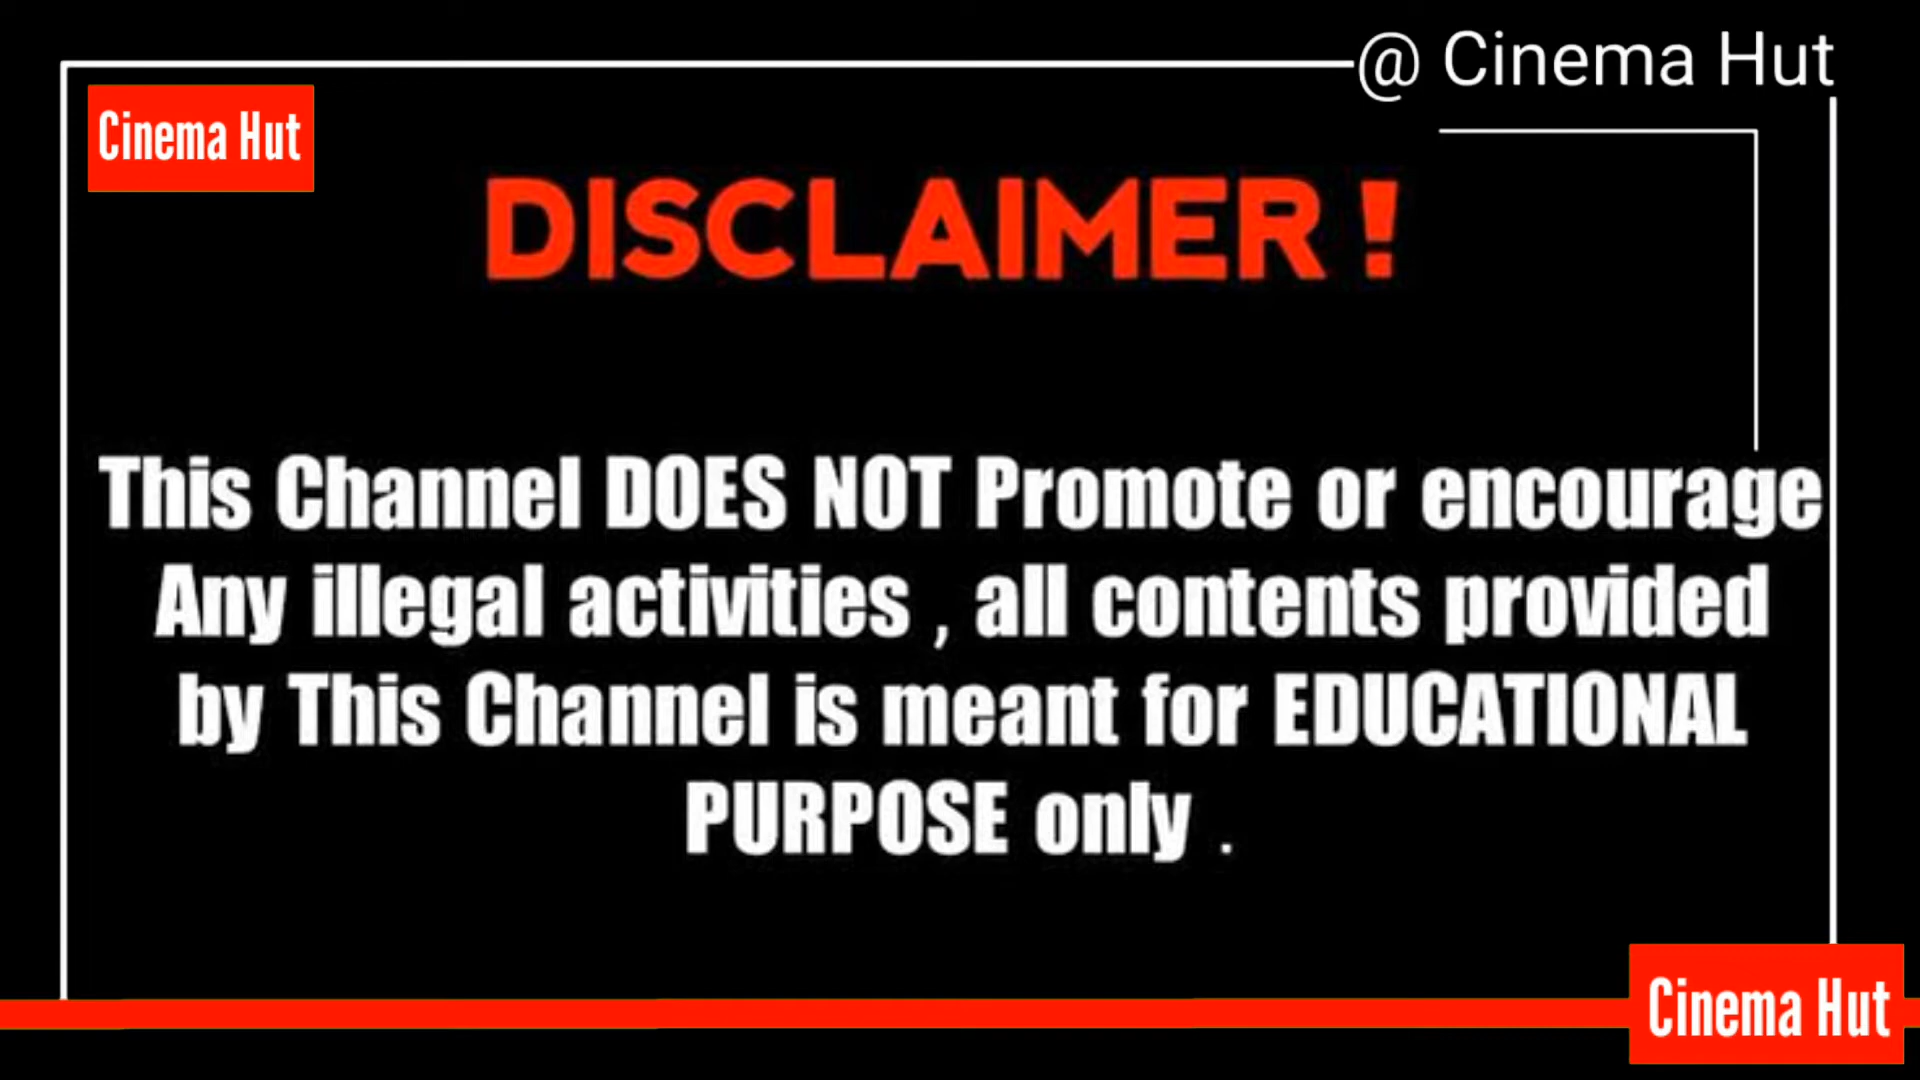 @ Cinema Hut
Cinema Hut
DISCLAIMER !
This Channel DOES NOT Promote or encourage
Any illegal activities , all contents provided
by This Channel is meant for EDUCATIONAL
PURPOSE only .
Cinema Hut